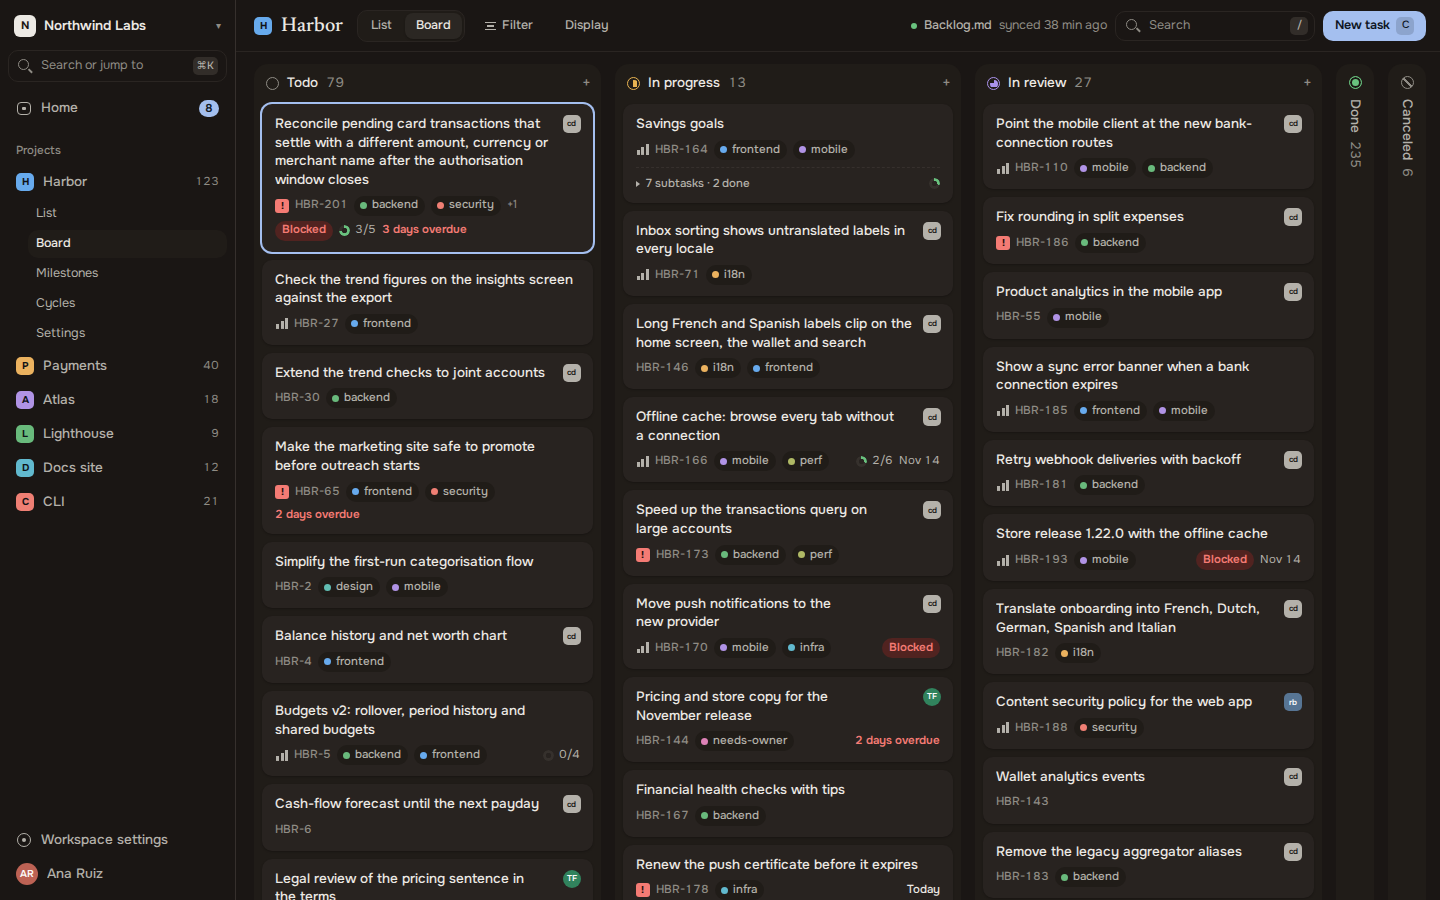 N Northwind Labs
Search or jump to ⌘K
Home 8
Projects
H Harbor 123
List
Board
Milestones
Cycles
Settings
P Payments 40
A Atlas 18
L Lighthouse 9
D Docs site 12
C CLI 21
Workspace settings
AR Ana Ruiz
H Harbor List Board Filter Display Backlog.md synced 38 min ago Search / New task C
Todo 79 +
Reconcile pending card transactions that cd
settle with a different amount, currency or
merchant name after the authorisation
window closes
! HBR-201 backend security +1
Blocked 3/5 3 days overdue
Check the trend figures on the insights screen
against the export
HBR-27 frontend
Extend the trend checks to joint accounts cd
HBR-30 backend
Make the marketing site safe to promote
before outreach starts
! HBR-65 frontend security
2 days overdue
Simplify the first-run categorisation flow
HBR-2 design mobile
Balance history and net worth chart cd
HBR-4 frontend
Budgets v2: rollover, period history and
shared budgets
HBR-5 backend frontend 0/4
Cash-flow forecast until the next payday cd
HBR-6
Legal review of the pricing sentence in TF
the terms
In progress 13 +
Savings goals
HBR-164 frontend mobile
7 subtasks · 2 done
Inbox sorting shows untranslated labels in cd
every locale
HBR-71 i18n
Long French and Spanish labels clip on the cd
home screen, the wallet and search
HBR-146 i18n frontend
Offline cache: browse every tab without cd
a connection
HBR-166 mobile perf 2/6 Nov 14
Speed up the transactions query on cd
large accounts
! HBR-173 backend perf
Move push notifications to the cd
new provider
HBR-170 mobile infra Blocked
Pricing and store copy for the TF
November release
HBR-144 needs-owner 2 days overdue
Financial health checks with tips
HBR-167 backend
Renew the push certificate before it expires
! HBR-178 infra Today
In review 27 +
Point the mobile client at the new bank- cd
connection routes
HBR-110 mobile backend
Fix rounding in split expenses cd
! HBR-186 backend
Product analytics in the mobile app cd
HBR-55 mobile
Show a sync error banner when a bank
connection expires
HBR-185 frontend mobile
Retry webhook deliveries with backoff cd
HBR-181 backend
Store release 1.22.0 with the offline cache
HBR-193 mobile Blocked Nov 14
Translate onboarding into French, Dutch, cd
German, Spanish and Italian
HBR-182 i18n
Content security policy for the web app rb
HBR-188 security
Wallet analytics events cd
HBR-143
Remove the legacy aggregator aliases cd
HBR-183 backend
Done 235
Canceled 6